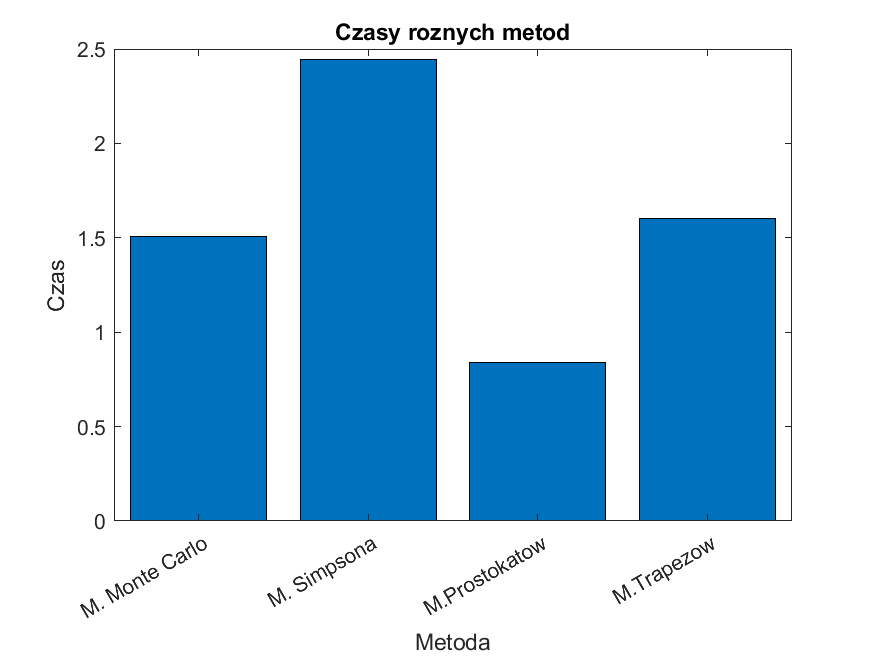 Czasy roznych metod
2.5
2
1.5
1
0.5
0
Czas
M. Monte Carlo
M. Simpsona
M.Prostokatow
M.Trapezow
Metoda